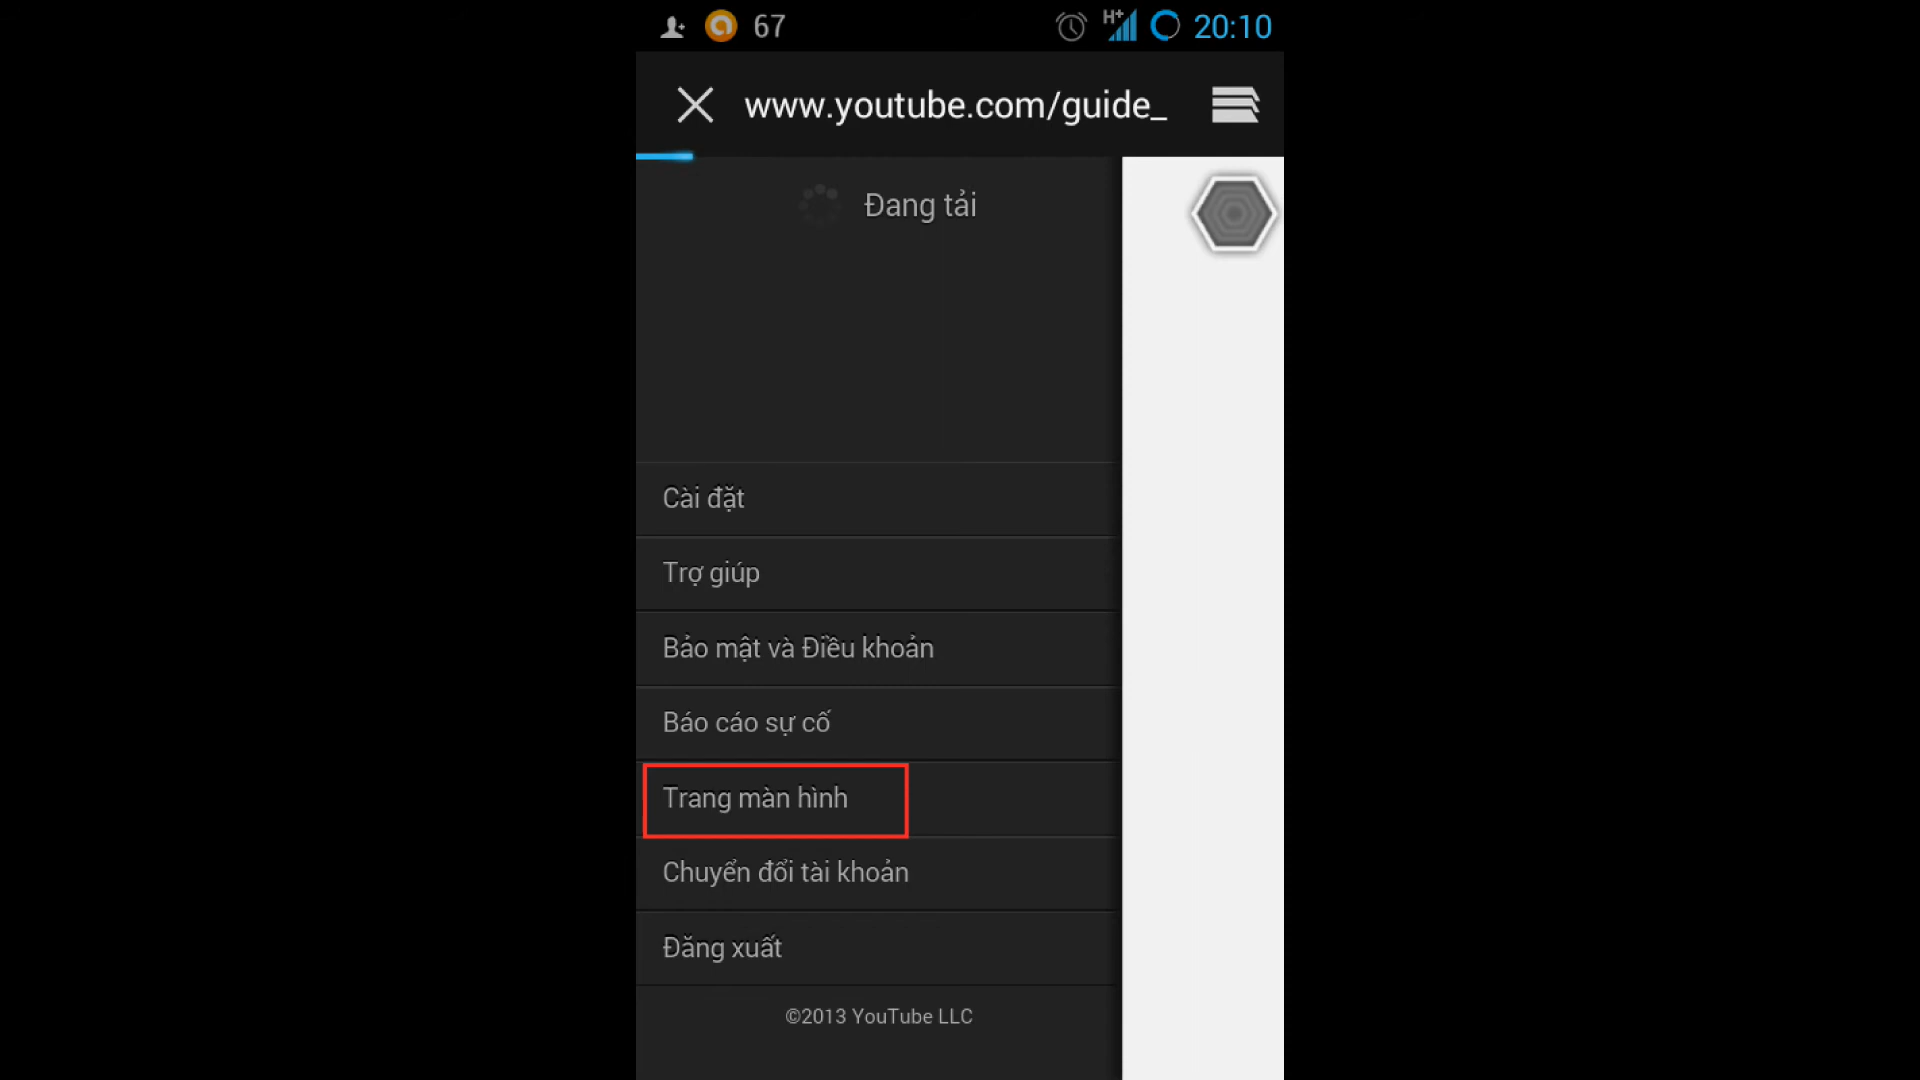 67
H+
20:10
www.youtube.com/guide_
Đang tải
Cài đặt
Trợ giúp
Bảo mật và Điều khoản
Báo cáo sự cố
Trang màn hình
Chuyển đổi tài khoản
Đăng xuất
©2013 YouTube LLC